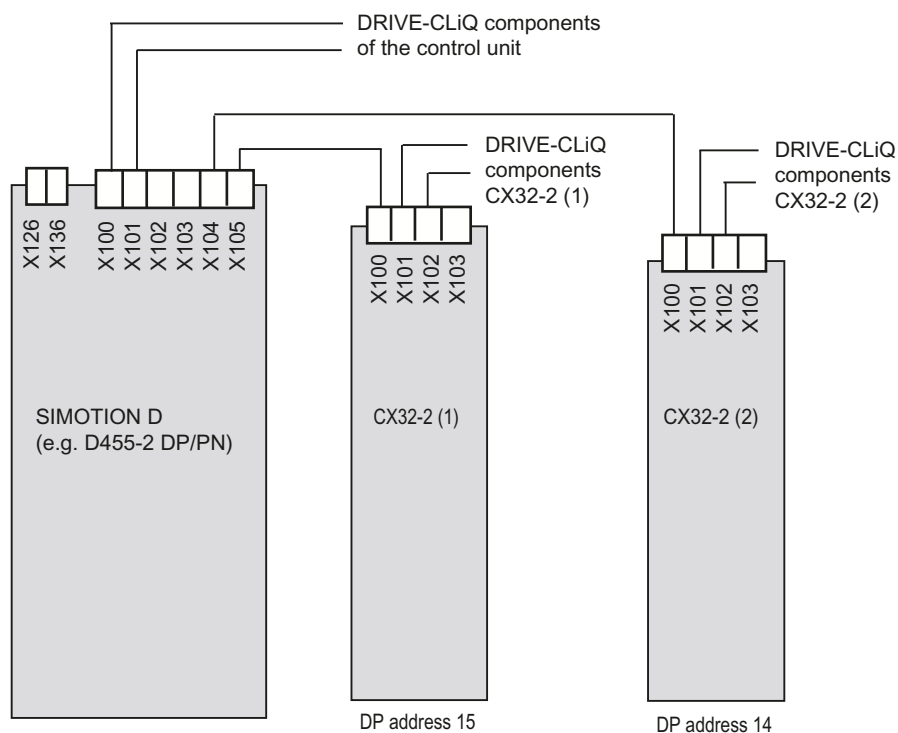 DRIVE-CLiQ components
of the control unit
DRIVE-CLiQ
components
CX32-2 (1)
DRIVE-CLiQ
components
CX32-2 (2)
X126
X136
X100
X101
X102
X103
X104
X105
X100
X101
X102
X103
X100
X101
X102
X103
SIMOTION D
(e.g. D455-2 DP/PN)
CX32-2 (1)
CX32-2 (2)
DP address 15
DP address 14